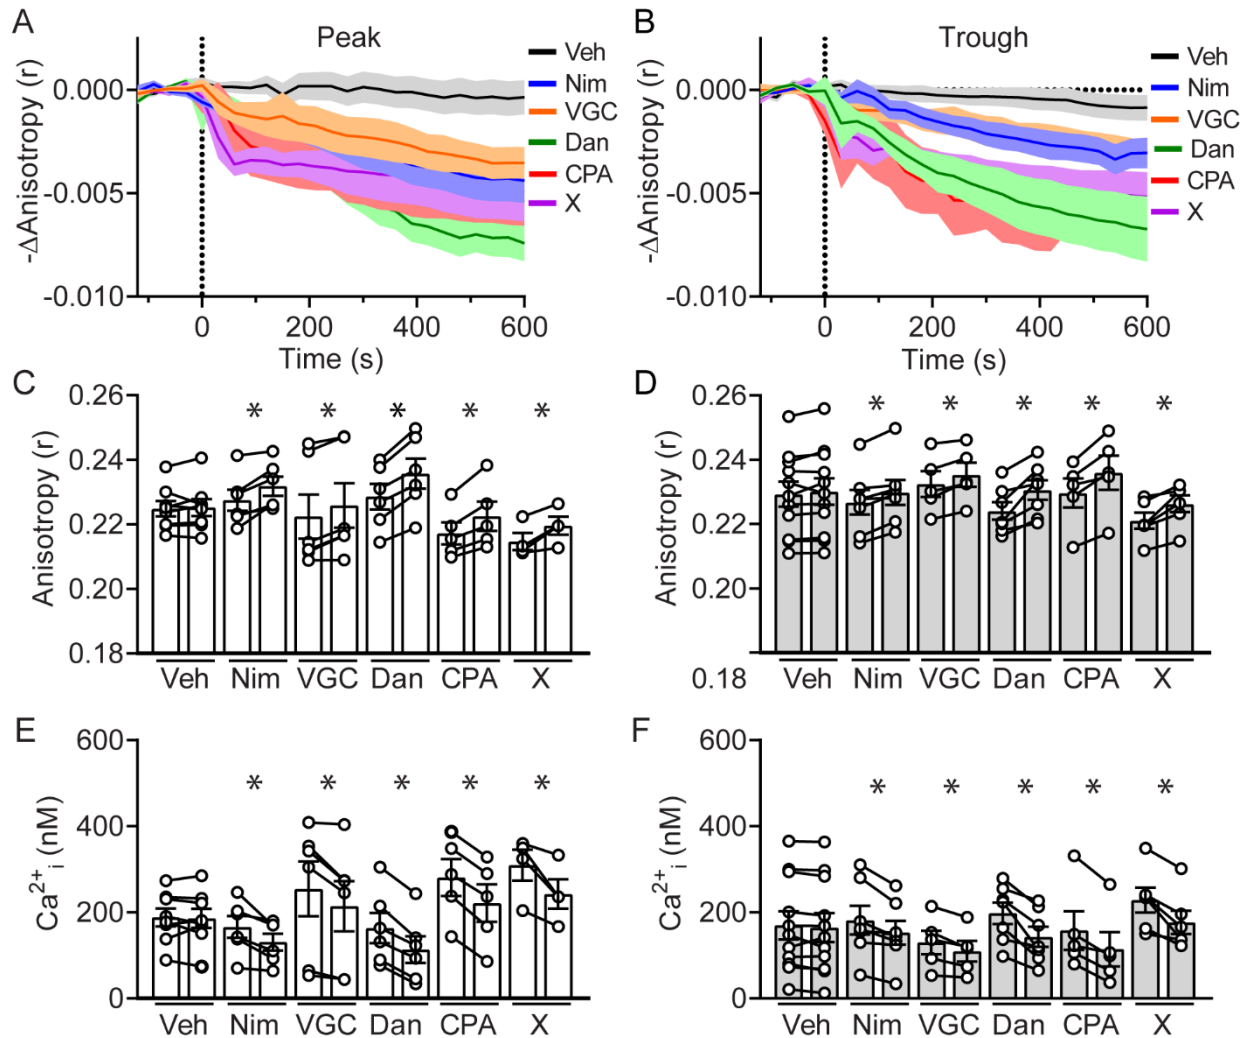 A
Peak
-ΔAnisotropy (r)
0.000
-0.005
-0.010
0
200
400
600
Time (s)
Veh
Nim
VGC
Dan
CPA
X
B
Trough
-ΔAnisotropy (r)
0.000
-0.005
-0.010
0
200
400
600
Time (s)
Veh
Nim
VGC
Dan
CPA
X
C
Anisotropy (r)
0.26
0.24
0.22
0.20
0.18
* * * * *
Veh Nim VGC Dan CPA X
D
Anisotropy (r)
0.26
0.24
0.22
0.20
0.18
* * * * *
Veh Nim VGC Dan CPA X
E
Ca²⁺ᵢ (nM)
600
400
200
0
* * * * *
Veh Nim VGC Dan CPA X
F
Ca²⁺ᵢ (nM)
600
400
200
0
* * * * *
Veh Nim VGC Dan CPA X